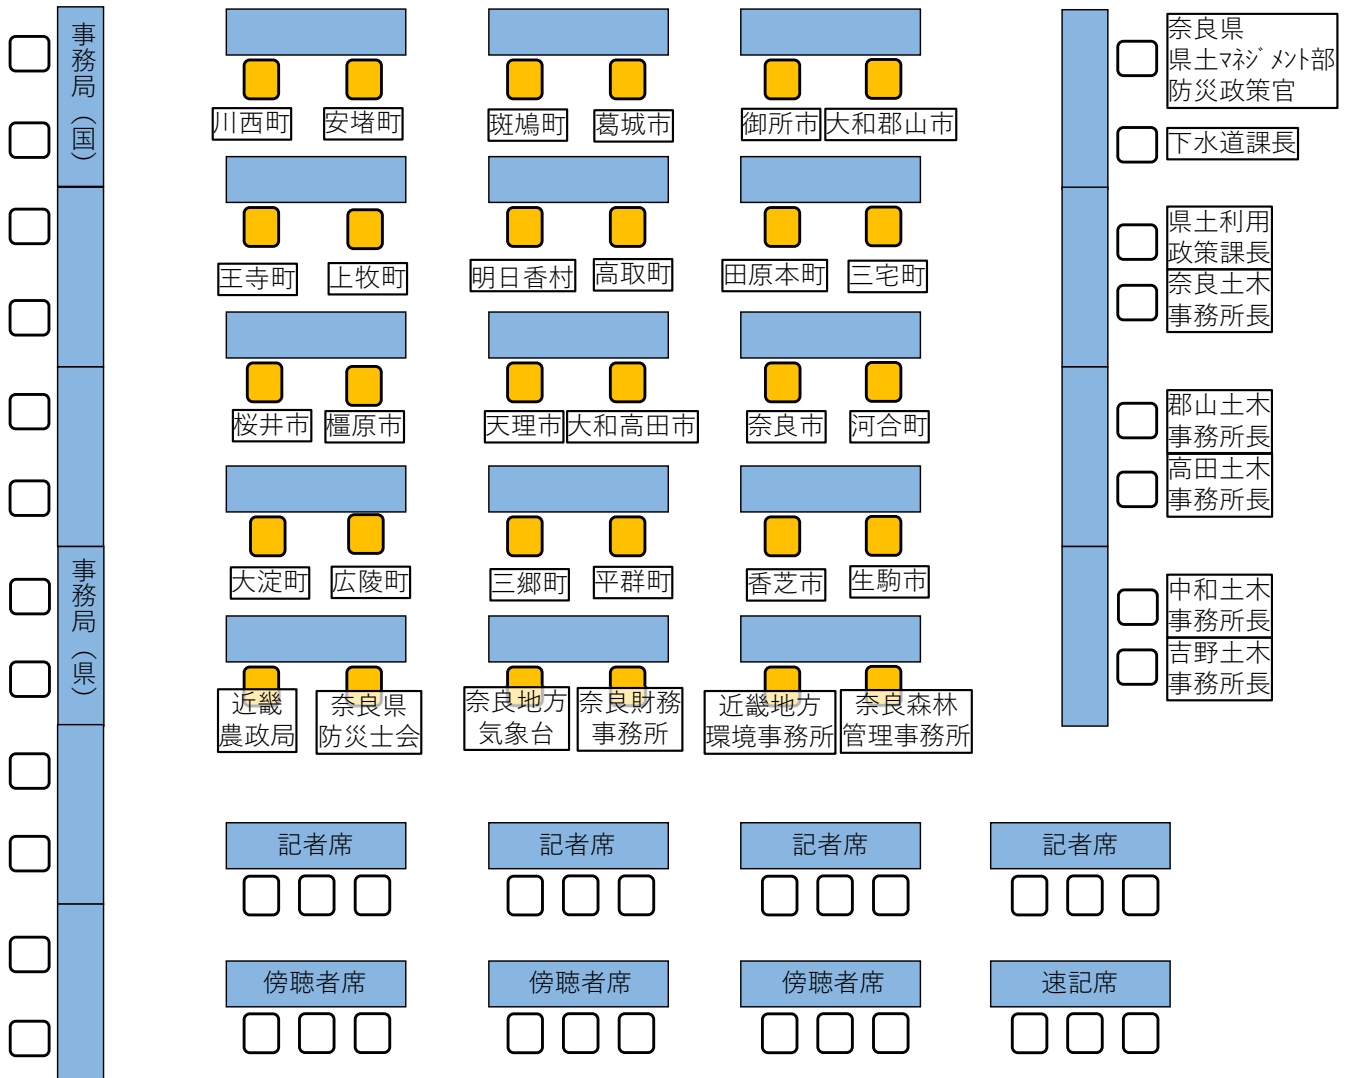 事務局（国）
事務局（県）
川西町
安堵町
斑鳩町
葛城市
御所市
大和郡山市
王寺町
上牧町
明日香村
高取町
田原本町
三宅町
桜井市
橿原市
天理市
大和高田市
奈良市
河合町
大淀町
広陵町
三郷町
平群町
香芝市
生駒市
近畿
農政局
奈良県
防災士会
奈良地方
気象台
奈良財務
事務所
近畿地方
環境事務所
奈良森林
管理事務所
記者席
記者席
記者席
記者席
傍聴者席
傍聴者席
傍聴者席
速記席
奈良県
県土ﾏﾈｼﾞﾒﾝﾄ部
防災政策官
下水道課長
県土利用
政策課長
奈良土木
事務所長
郡山土木
事務所長
高田土木
事務所長
中和土木
事務所長
吉野土木
事務所長